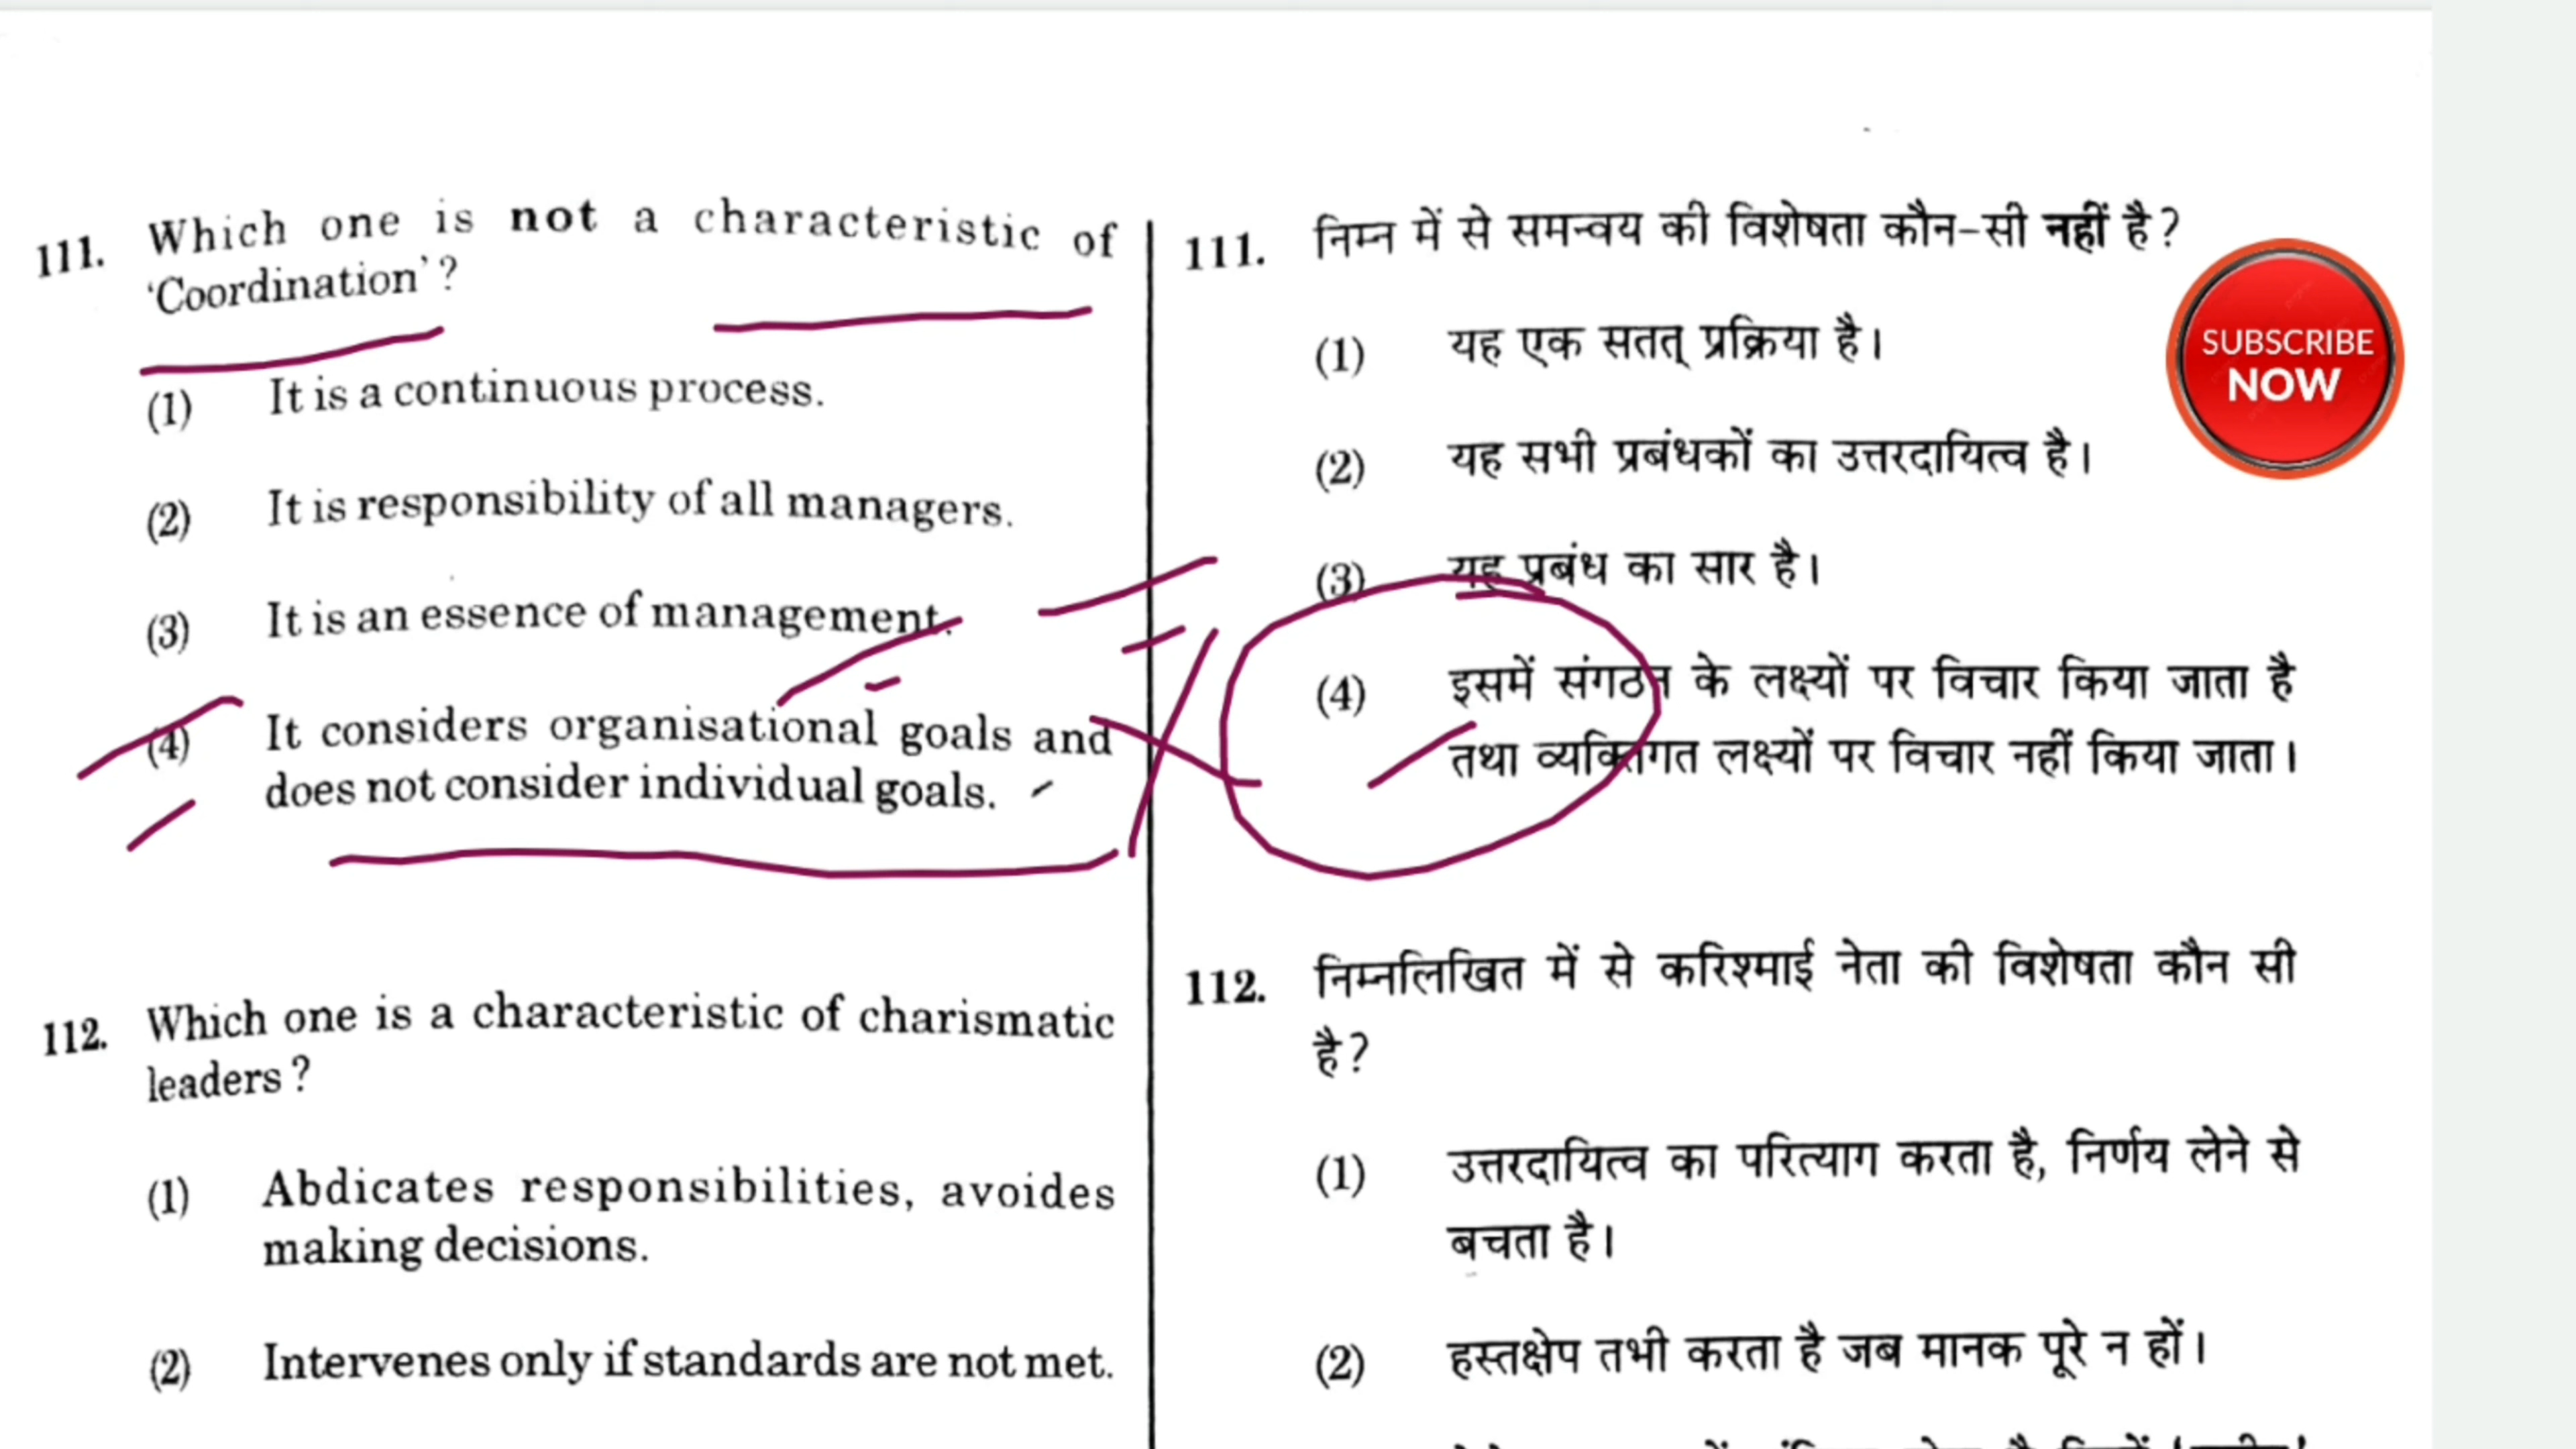 111. Which one is not a characteristic of
'Coordination' ?
(1) It is a continuous process.
(2) It is responsibility of all managers.
(3) It is an essence of management.
(4) It considers organisational goals and
does not consider individual goals.
112. Which one is a characteristic of charismatic
leaders ?
(1) Abdicates responsibilities, avoides
making decisions.
(2) Intervenes only if standards are not met.
111. निम्न में से समन्वय की विशेषता कौन-सी नहीं है ?
(1) यह एक सतत् प्रक्रिया है।
(2) यह सभी प्रबंधकों का उत्तरदायित्व है।
(3) यह प्रबंध का सार है।
(4) इसमें संगठन के लक्ष्यों पर विचार किया जाता है
तथा व्यक्तिगत लक्ष्यों पर विचार नहीं किया जाता।
112. निम्नलिखित में से करिश्माई नेता की विशेषता कौन सी
है ?
(1) उत्तरदायित्व का परित्याग करता है, निर्णय लेने से
बचता है।
(2) हस्तक्षेप तभी करता है जब मानक पूरे न हों।
SUBSCRIBE
NOW